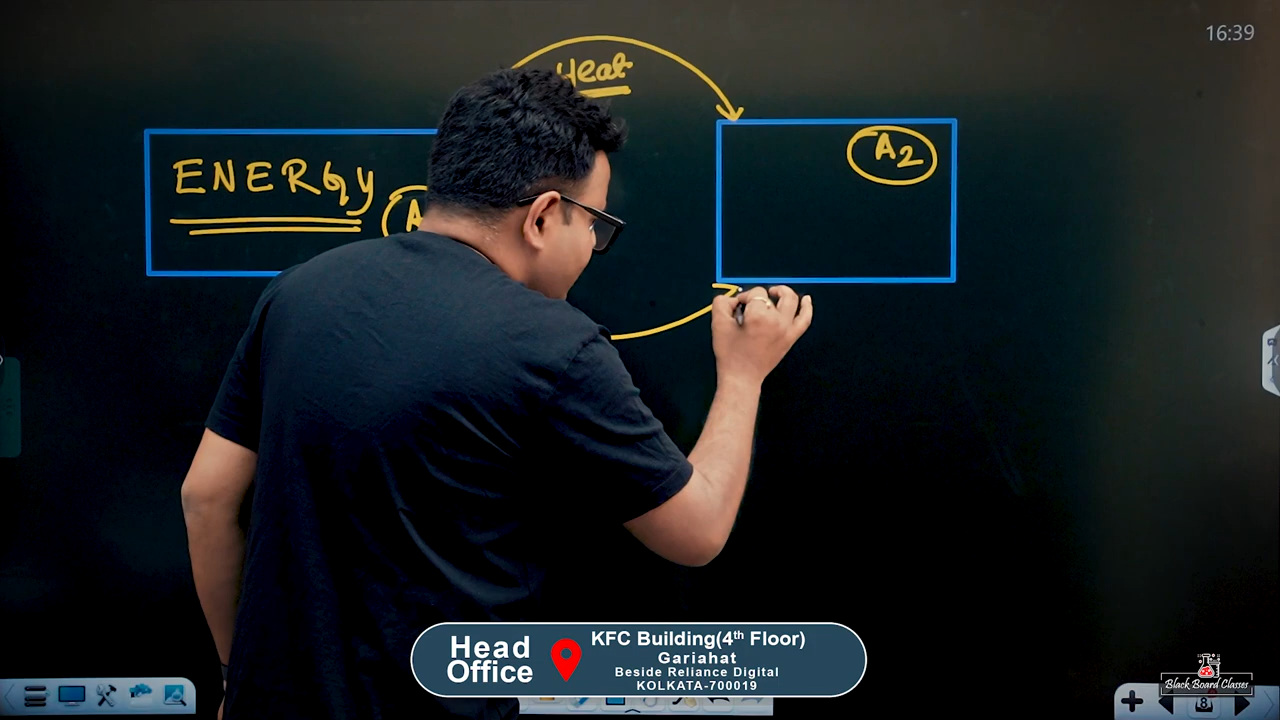 16:39
Heat
ENERGY
A
A2
Head
Office
KFC Building(4th Floor)
Gariahat
Beside Reliance Digital
KOLKATA-700019
Black Board Classes
8